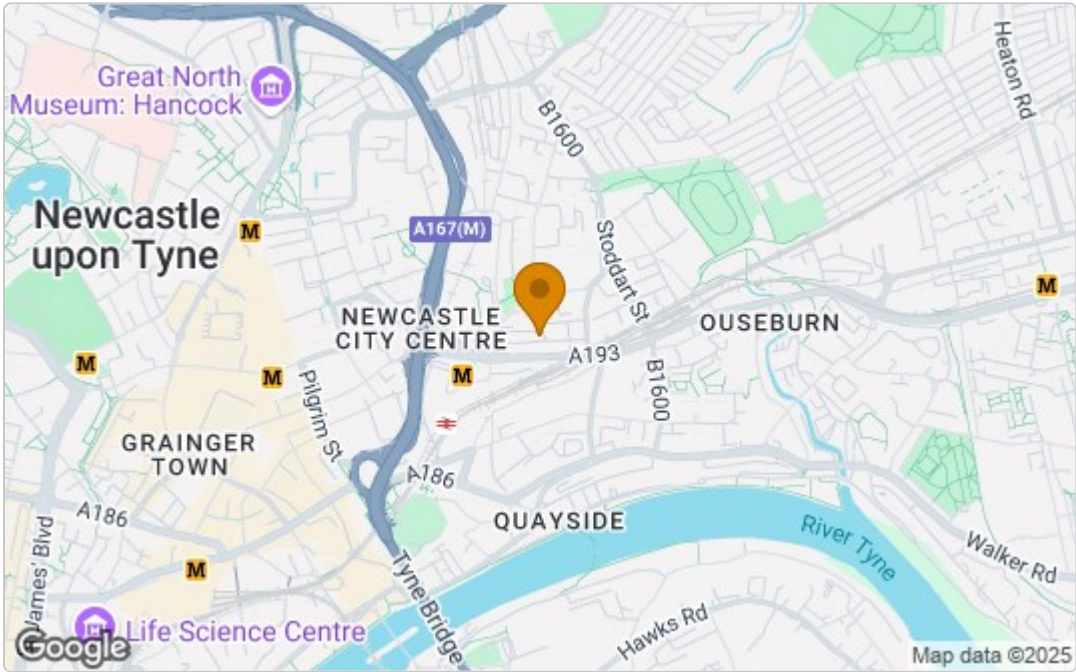 Great North
Museum: Hancock
Heaton Rd
B1600
Newcastle
upon Tyne
M
A167(M)
Stoddart St
M
NEWCASTLE
CITY CENTRE
OUSEBURN
A193
M
M
M
Pilgrim St
B1600
GRAINGER
TOWN
A186
A186
QUAYSIDE
River Tyne
Walker Rd
James' Blvd
M
Tyne Bridge
Hawks Rd
Life Science Centre
Google
Map data ©2025